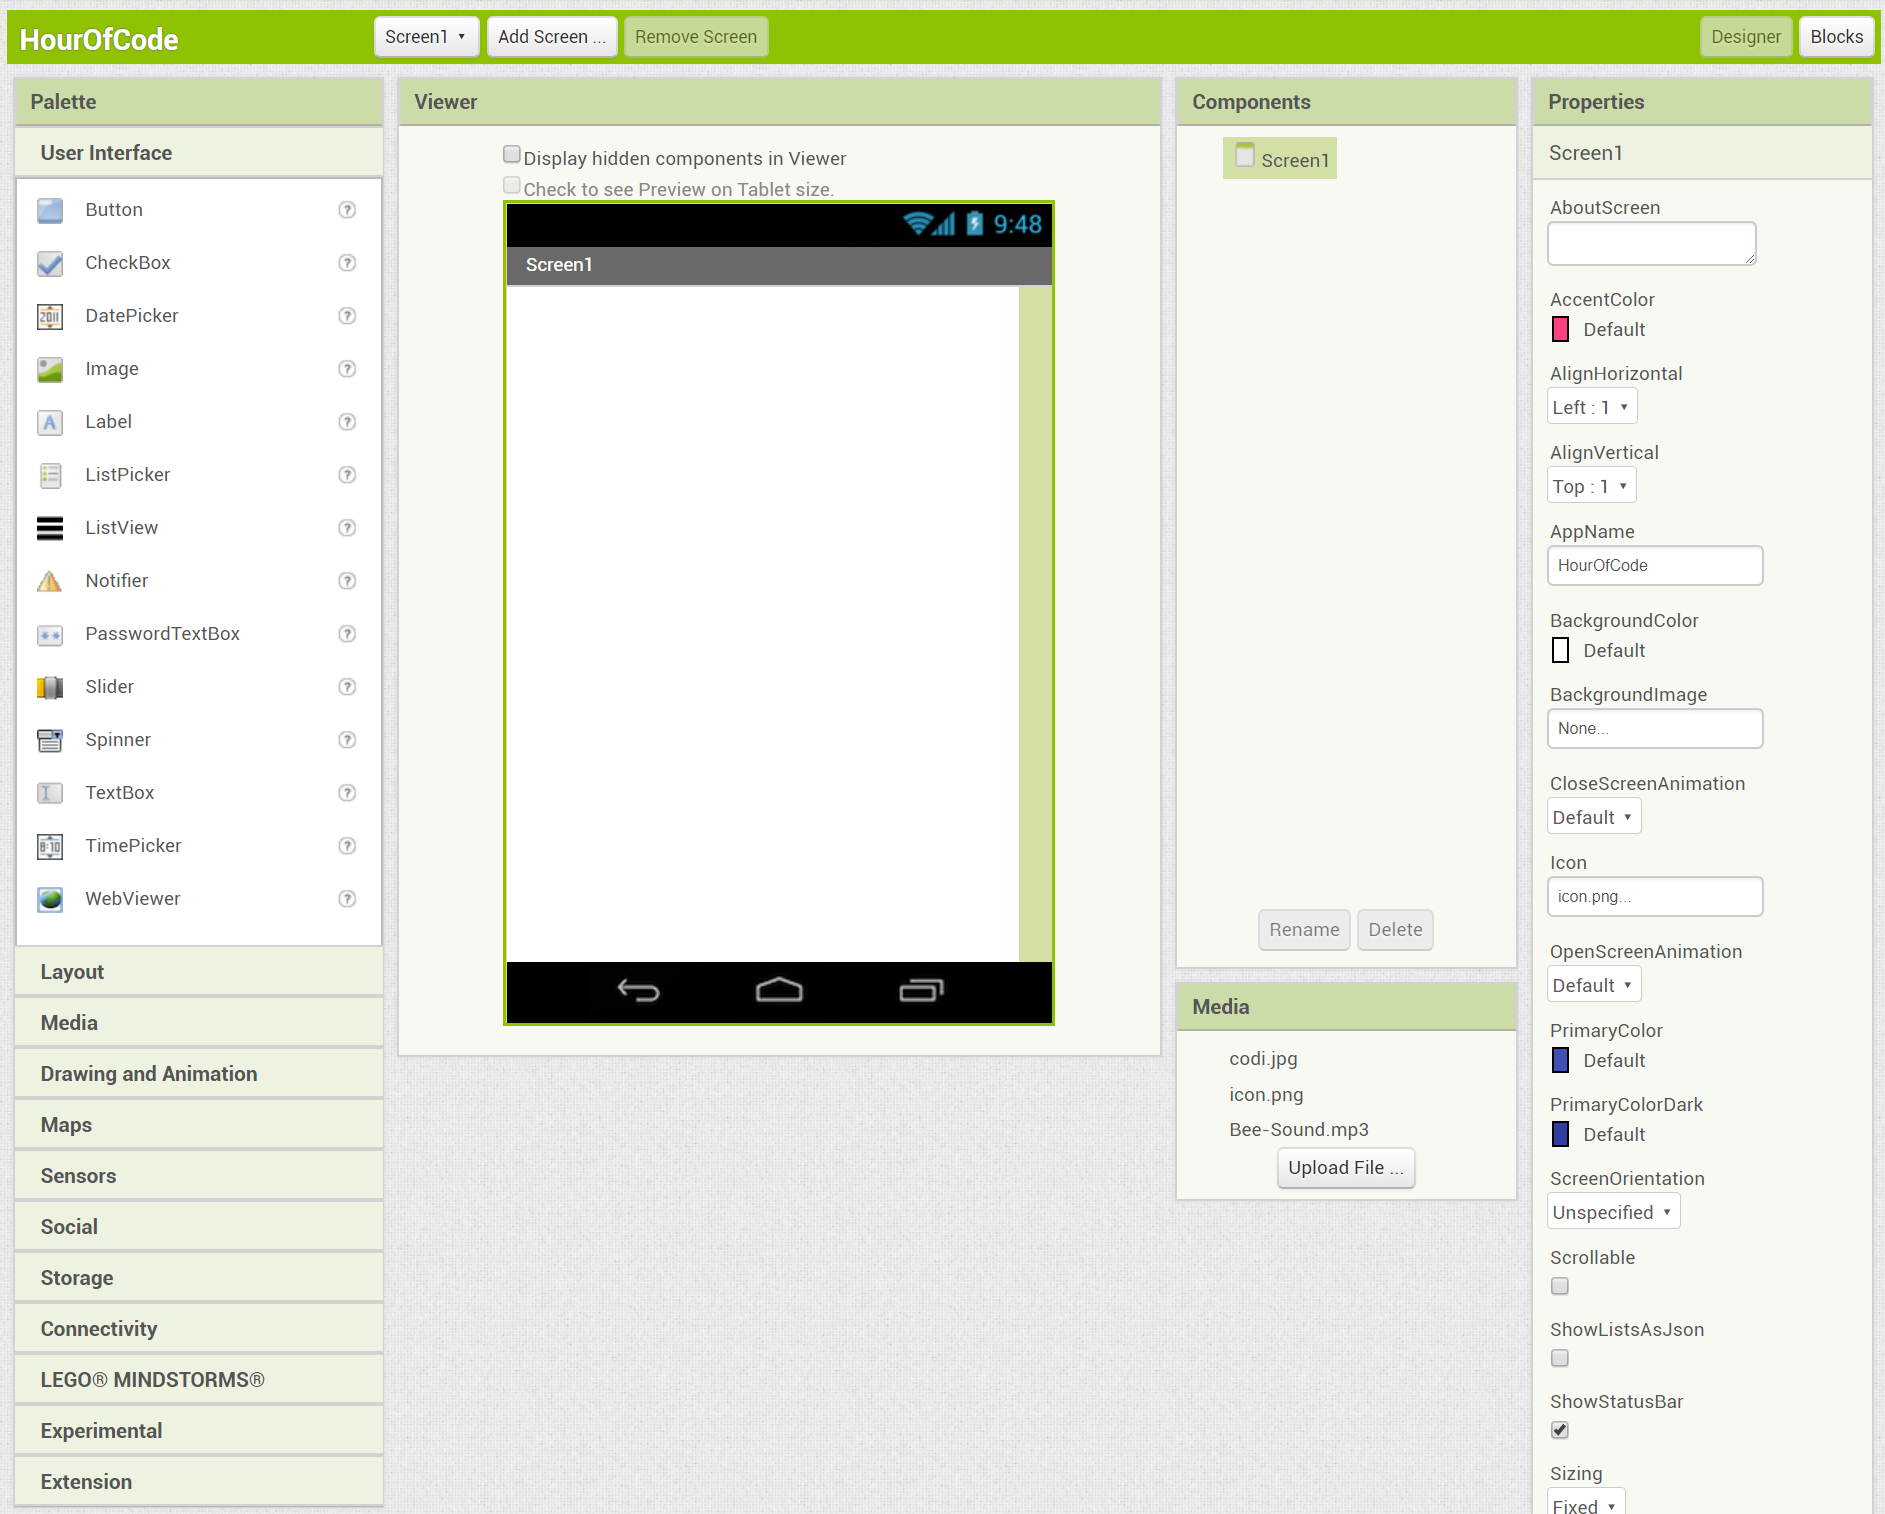 HourOfCode
Screen1
Add Screen ...
Remove Screen
Designer
Blocks
Palette
User Interface
Button
CheckBox
DatePicker
Image
Label
ListPicker
ListView
Notifier
PasswordTextBox
Slider
Spinner
TextBox
TimePicker
WebViewer
Layout
Media
Drawing and Animation
Maps
Sensors
Social
Storage
Connectivity
LEGO® MINDSTORMS®
Experimental
Extension
Viewer
Display hidden components in Viewer
Check to see Preview on Tablet size.
9:48
Screen1
Components
Screen1
Rename
Delete
Media
codi.jpg
icon.png
Bee-Sound.mp3
Upload File ...
Properties
Screen1
AboutScreen
AccentColor
Default
AlignHorizontal
Left : 1
AlignVertical
Top : 1
AppName
HourOfCode
BackgroundColor
Default
BackgroundImage
None...
CloseScreenAnimation
Default
Icon
icon.png...
OpenScreenAnimation
Default
PrimaryColor
Default
PrimaryColorDark
Default
ScreenOrientation
Unspecified
Scrollable
ShowListsAsJson
ShowStatusBar
Sizing
Fixed